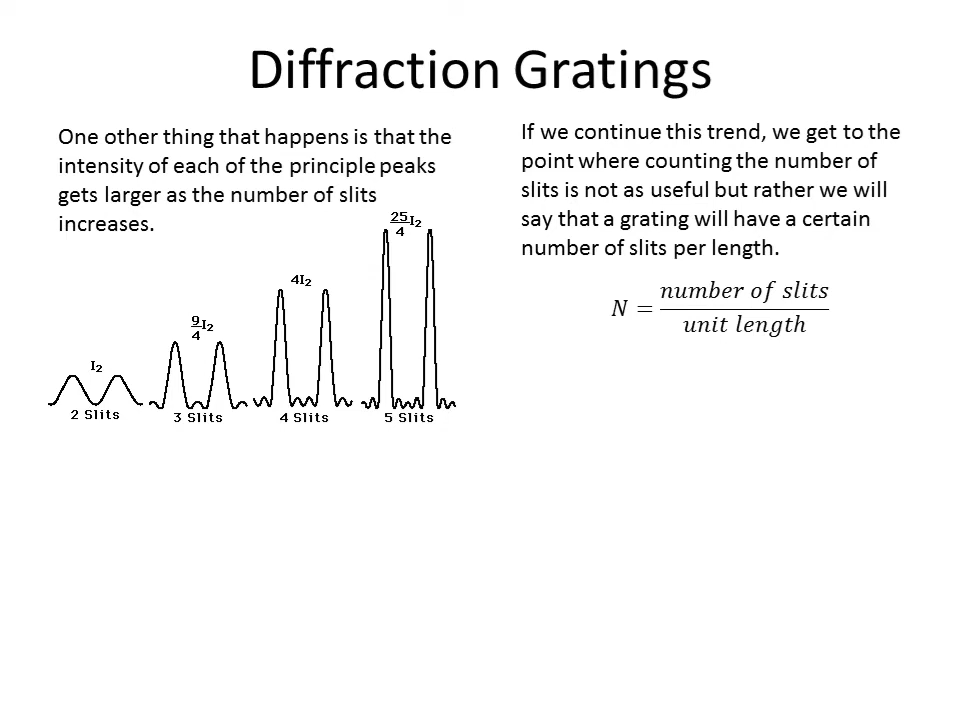 Diffraction Gratings
One other thing that happens is that the
intensity of each of the principle peaks
gets larger as the number of slits
increases.
25/4 I₂
4I₂
9/4 I₂
I₂
2 Slits
3 Slits
4 Slits
5 Slits
If we continue this trend, we get to the
point where counting the number of
slits is not as useful but rather we will
say that a grating will have a certain
number of slits per length.
N = number of slits / unit length